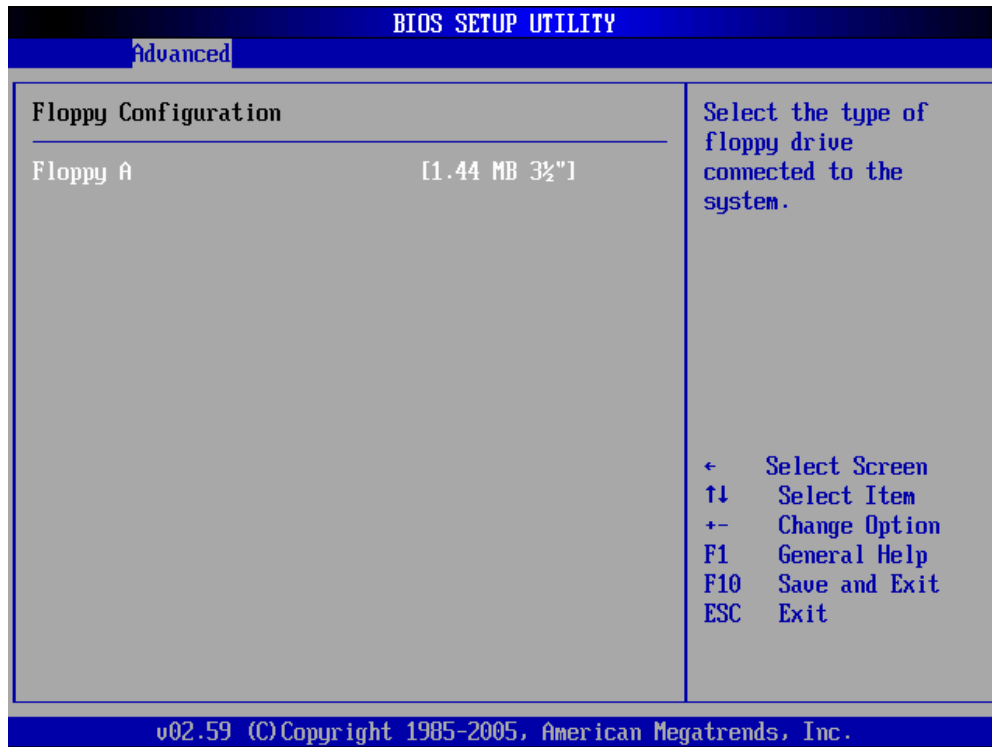 BIOS SETUP UTILITY
Advanced
Floppy Configuration
Floppy A [1.44 MB 3½"]
Select the type of
floppy drive
connected to the
system.
← Select Screen
↑↓ Select Item
+- Change Option
F1 General Help
F10 Save and Exit
ESC Exit
v02.59 (C)Copyright 1985-2005, American Megatrends, Inc.